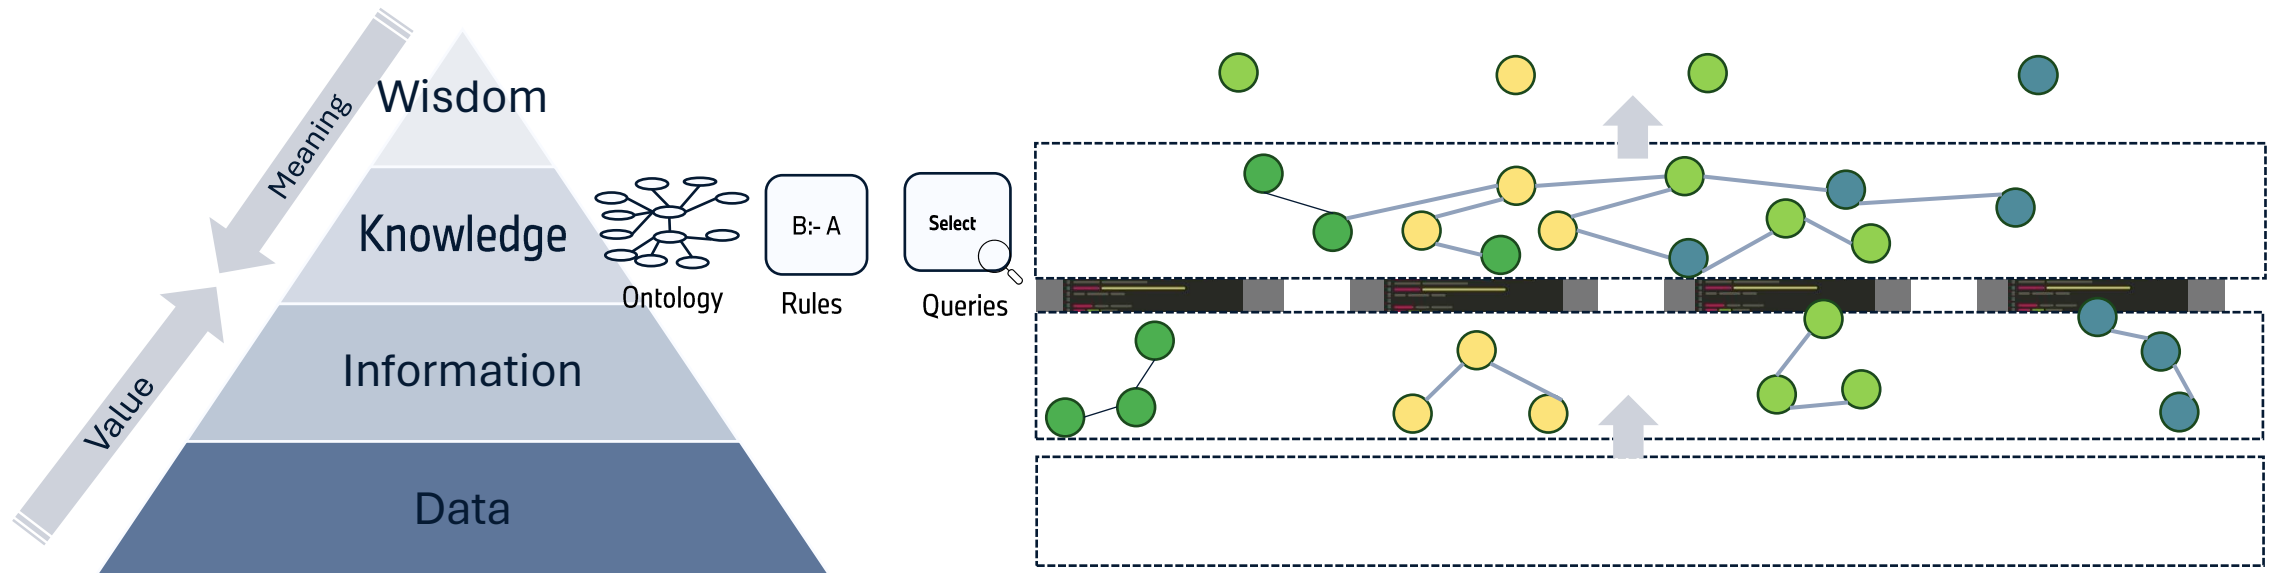 Wisdom
Meaning
Knowledge
B:- A
Select
Ontology
Rules
Queries
Information
Value
Data